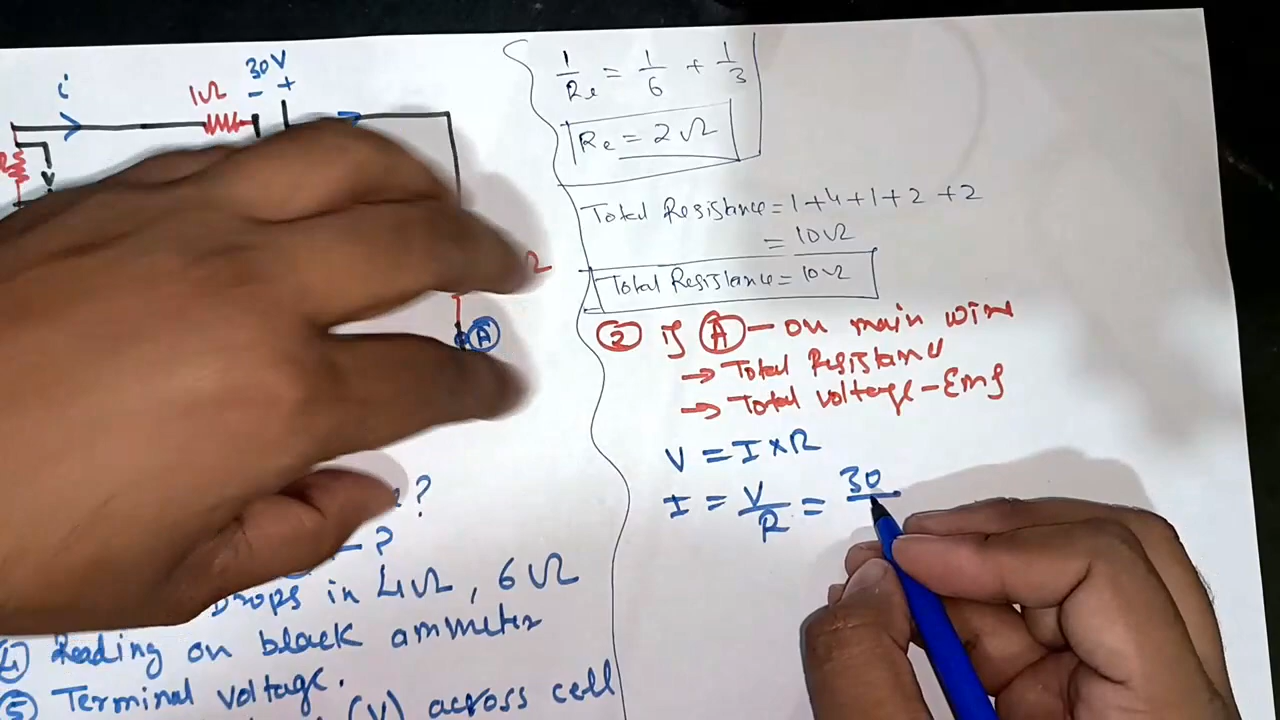 30V
i
1Ω
- +
Ω
A
?
- ?
Drops in 4Ω, 6Ω
4) Reading on black ammeter
5) Terminal voltage.
(V) across cell
1/Re = 1/6 + 1/3
Re = 2Ω
Total Resistance = 1+4+1+2+2
= 10Ω
Total Resistance = 10Ω
② if Ⓐ - on main wire
→ Total Resistance
→ Total voltage - Emf
V = I×R
I = V/R = 30